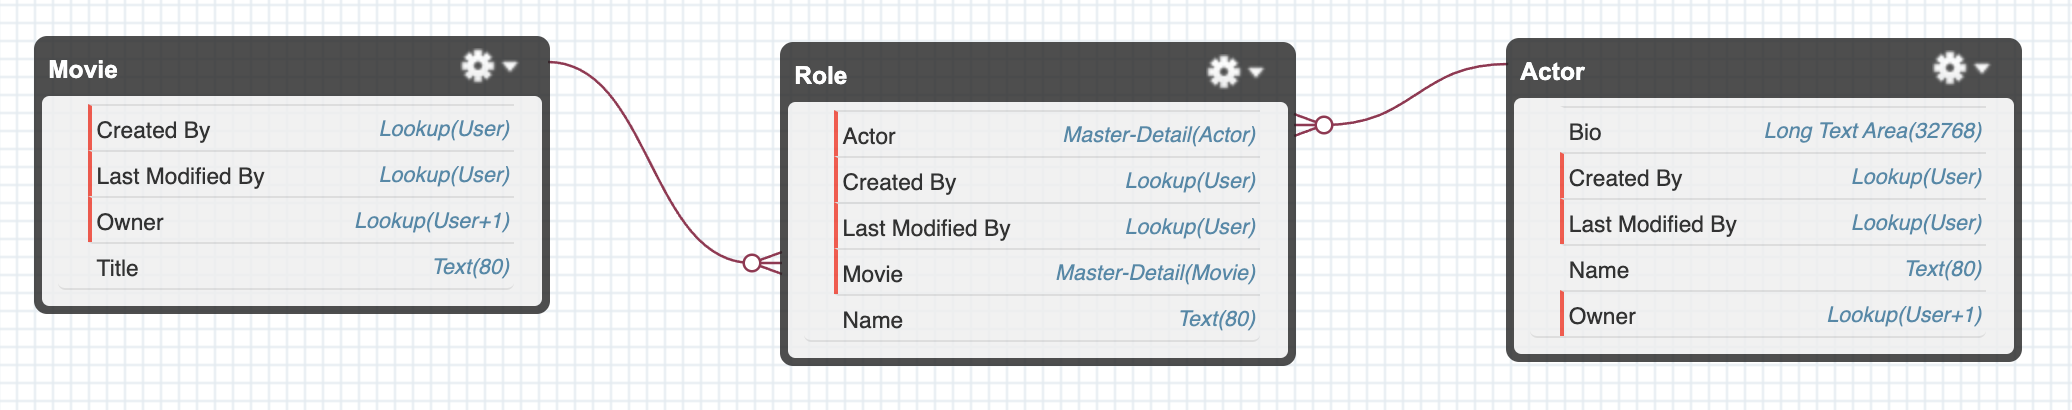 Movie
Created By Lookup(User)
Last Modified By Lookup(User)
Owner Lookup(User+1)
Title Text(80)
Role
Actor Master-Detail(Actor)
Created By Lookup(User)
Last Modified By Lookup(User)
Movie Master-Detail(Movie)
Name Text(80)
Actor
Bio Long Text Area(32768)
Created By Lookup(User)
Last Modified By Lookup(User)
Name Text(80)
Owner Lookup(User+1)